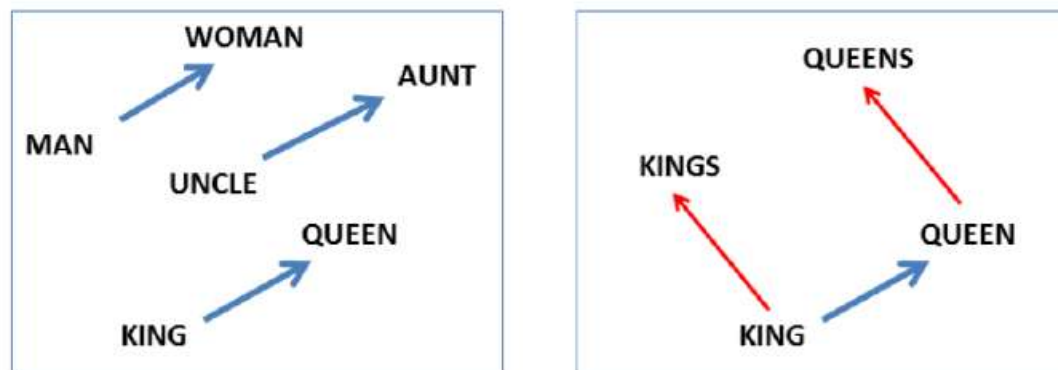 WOMAN
AUNT
MAN
UNCLE
QUEEN
KING
QUEENS
KINGS
QUEEN
KING